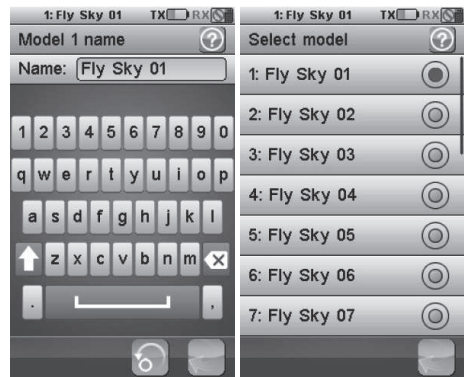 1: Fly Sky 01 TX RX
Model 1 name ?
Name: Fly Sky 01
1 2 3 4 5 6 7 8 9 0
q w e r t y u i o p
a s d f g h j k l
z x c v b n m
. ,
1: Fly Sky 01 TX RX
Select model ?
1: Fly Sky 01
2: Fly Sky 02
3: Fly Sky 03
4: Fly Sky 04
5: Fly Sky 05
6: Fly Sky 06
7: Fly Sky 07